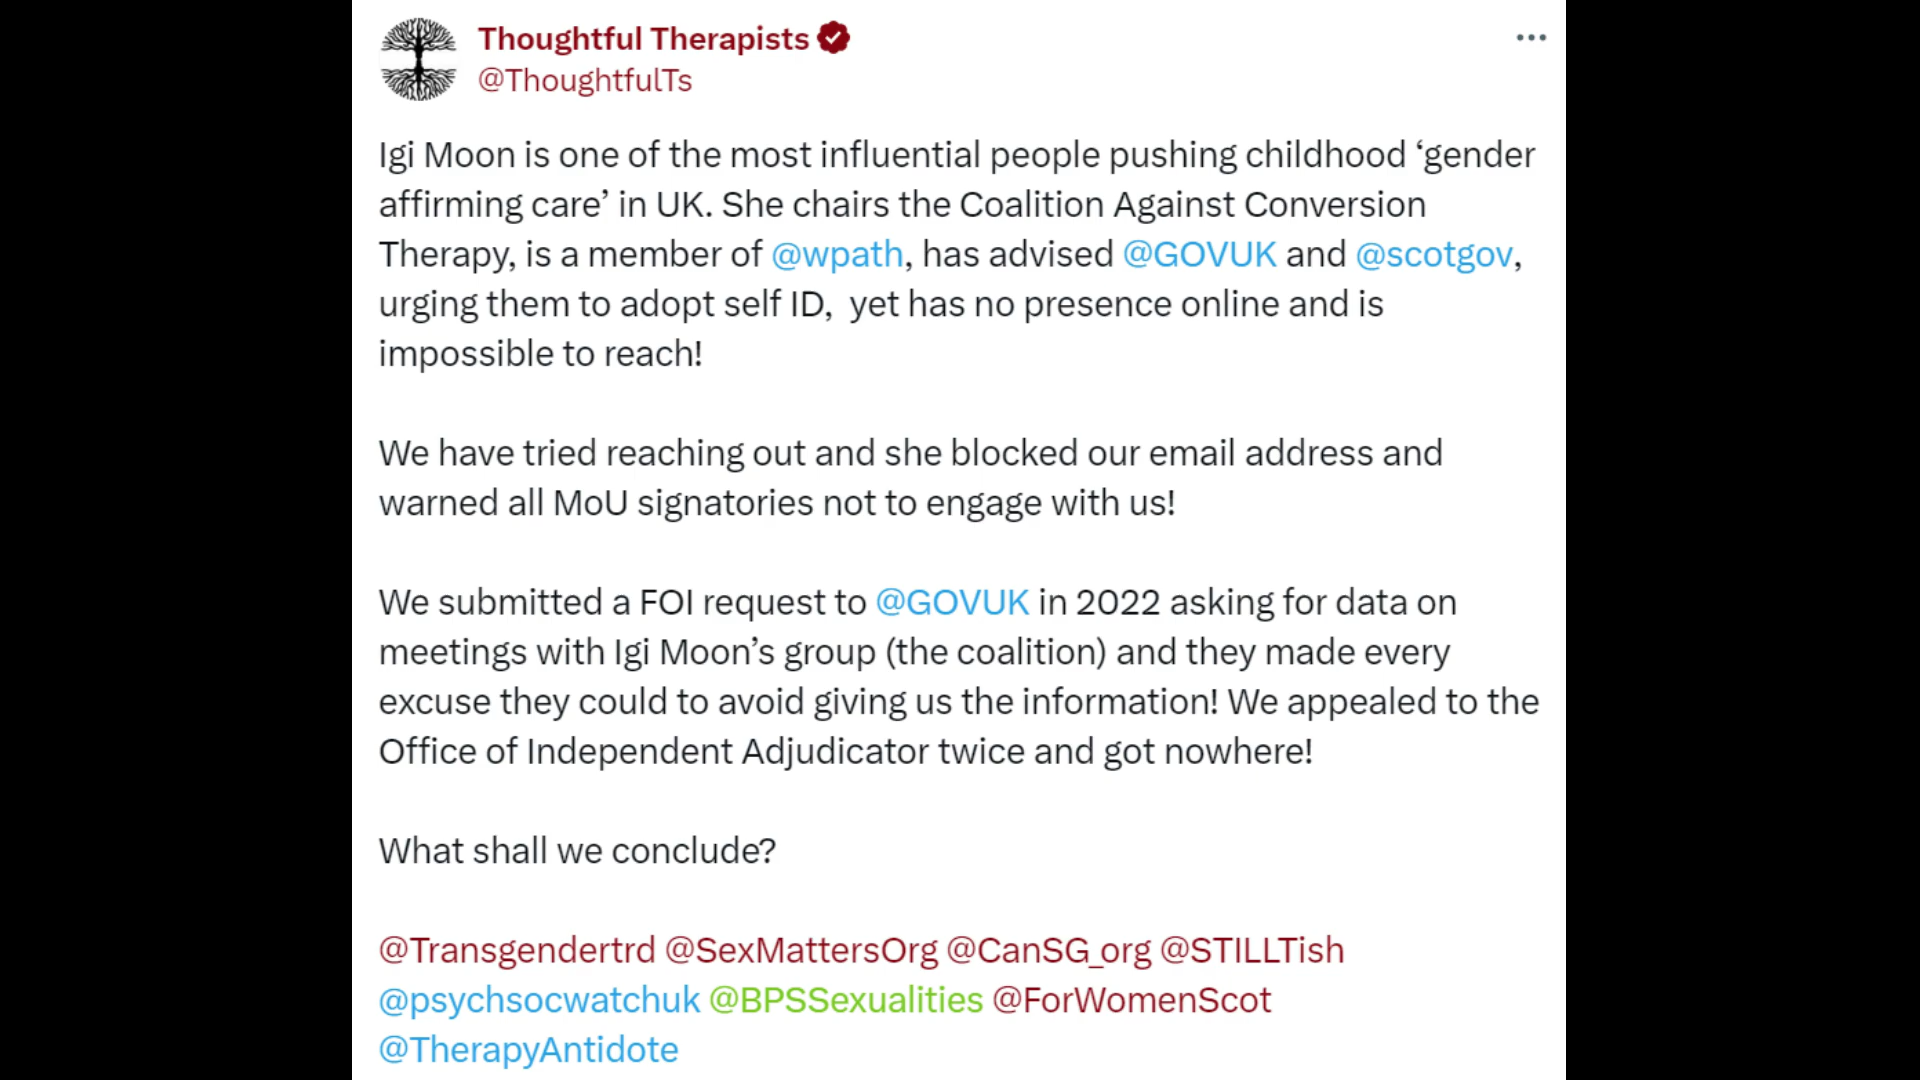 Thoughtful Therapists
@ThoughtfulTs
Igi Moon is one of the most influential people pushing childhood ‘gender
affirming care’ in UK. She chairs the Coalition Against Conversion
Therapy, is a member of @wpath, has advised @GOVUK and @scotgov,
urging them to adopt self ID,  yet has no presence online and is
impossible to reach!
We have tried reaching out and she blocked our email address and
warned all MoU signatories not to engage with us!
We submitted a FOI request to @GOVUK in 2022 asking for data on
meetings with Igi Moon’s group (the coalition) and they made every
excuse they could to avoid giving us the information! We appealed to the
Office of Independent Adjudicator twice and got nowhere!
What shall we conclude?
@Transgendertrd @SexMattersOrg @CanSG_org @STILLTish
@psychsocwatchuk @BPSSexualities @ForWomenScot
@TherapyAntidote